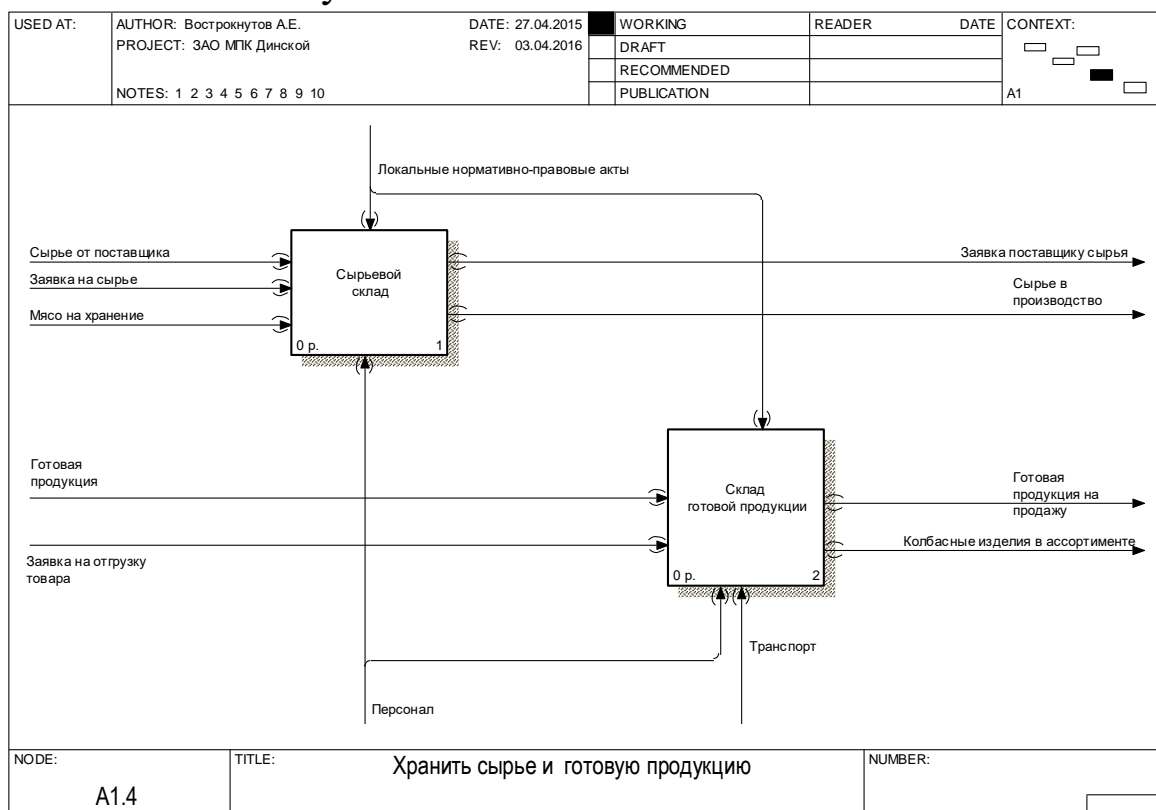 USED AT:
AUTHOR: Вострокнутов А.Е.
DATE: 27.04.2015
PROJECT: ЗАО МПК Динской
REV: 03.04.2016
NOTES: 1 2 3 4 5 6 7 8 9 10
WORKING
DRAFT
RECOMMENDED
PUBLICATION
READER
DATE
CONTEXT:
A1
Локальные нормативно-правовые акты
Сырье от поставщика
Заявка на сырье
Мясо на хранение
Сырьевой
склад
0 р.
1
Заявка поставщику сырья
Сырье в
производство
Готовая
продукция
Заявка на отгрузку
товара
Склад
готовой продукции
0 р.
2
Готовая
продукция на
продажу
Колбасные изделия в ассортименте
Транспорт
Персонал
NODE:
A1.4
TITLE:
Хранить сырье и готовую продукцию
NUMBER: